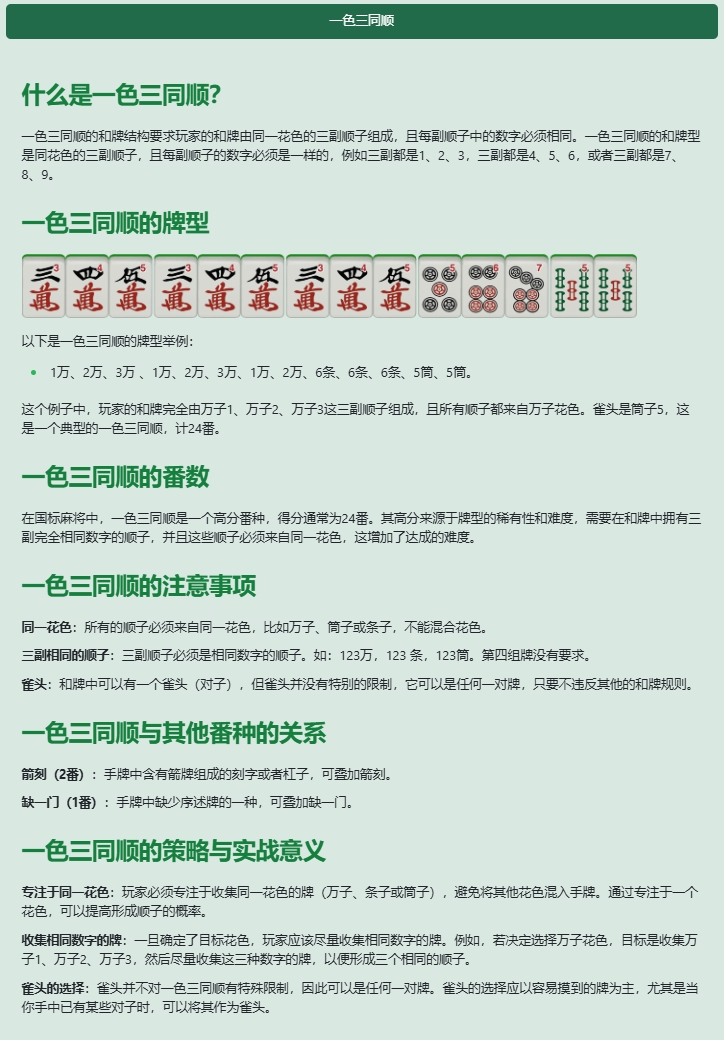 一色三同顺
什么是一色三同顺?
一色三同顺的和牌结构要求玩家的和牌由同一花色的三副顺子组成，且每副顺子中的数字必须相同。一色三同顺的和牌型
是同花色的三副顺子，且每副顺子的数字必须是一样的，例如三副都是1、2、3，三副都是4、5、6，或者三副都是7、
8、9。
一色三同顺的牌型
三萬3 四萬4 伍萬5 三萬3 四萬4 伍萬5 三萬3 四萬4 伍萬5 5 6 7 5 5
以下是一色三同顺的牌型举例：
1万、2万、3万 、1万、2万、3万、1万、2万、6条、6条、6条、5筒、5筒。
这个例子中，玩家的和牌完全由万子1、万子2、万子3这三副顺子组成，且所有顺子都来自万子花色。雀头是筒子5，这
是一个典型的一色三同顺，计24番。
一色三同顺的番数
在国标麻将中，一色三同顺是一个高分番种，得分通常为24番。其高分来源于牌型的稀有性和难度，需要在和牌中拥有三
副完全相同数字的顺子，并且这些顺子必须来自同一花色，这增加了达成的难度。
一色三同顺的注意事项
同一花色：所有的顺子必须来自同一花色，比如万子、筒子或条子，不能混合花色。
三副相同的顺子：三副顺子必须是相同数字的顺子。如：123万，123 条，123筒。第四组牌没有要求。
雀头：和牌中可以有一个雀头（对子），但雀头并没有特别的限制，它可以是任何一对牌，只要不违反其他的和牌规则。
一色三同顺与其他番种的关系
箭刻（2番）：手牌中含有箭牌组成的刻字或者杠子，可叠加箭刻。
缺一门（1番）：手牌中缺少序述牌的一种，可叠加缺一门。
一色三同顺的策略与实战意义
专注于同一花色：玩家必须专注于收集同一花色的牌（万子、条子或筒子），避免将其他花色混入手牌。通过专注于一个
花色，可以提高形成顺子的概率。
收集相同数字的牌：一旦确定了目标花色，玩家应该尽量收集相同数字的牌。例如，若决定选择万子花色，目标是收集万
子1、万子2、万子3，然后尽量收集这三种数字的牌，以便形成三个相同的顺子。
雀头的选择：雀头并不对一色三同顺有特殊限制，因此可以是任何一对牌。雀头的选择应以容易摸到的牌为主，尤其是当
你手中已有某些对子时，可以将其作为雀头。